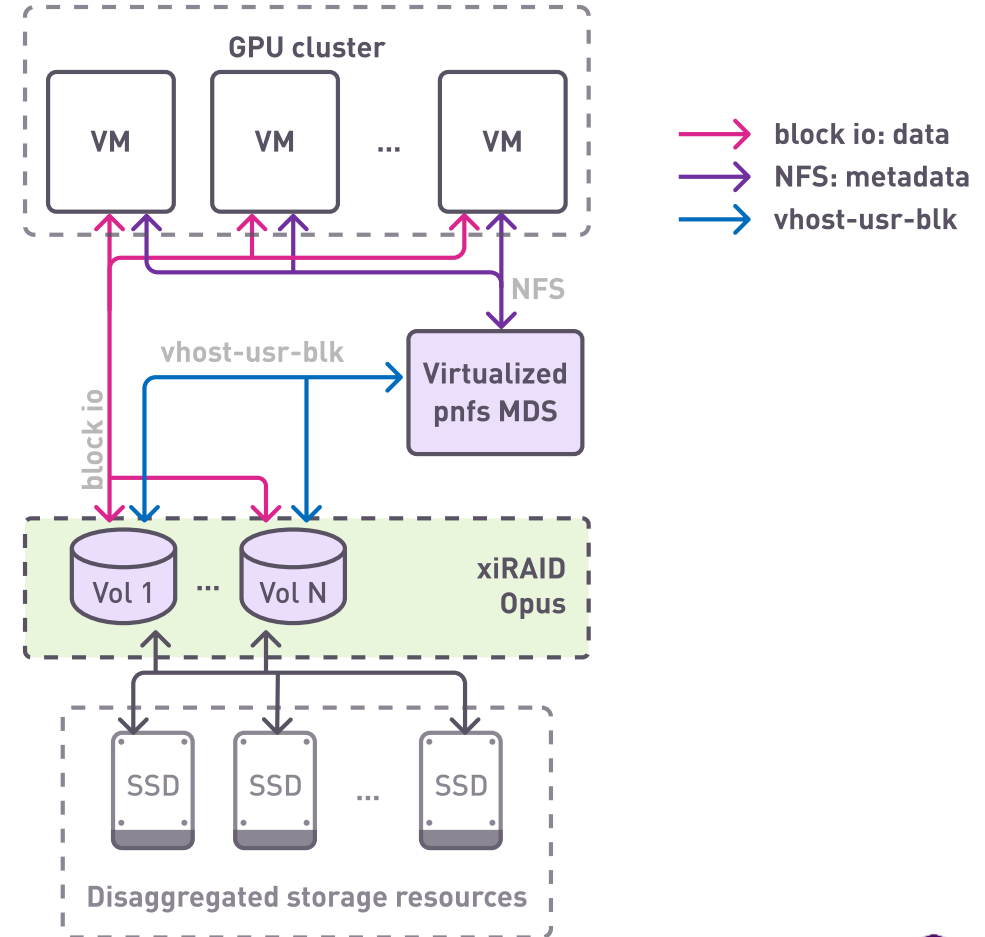 GPU cluster
VM
VM
...
VM
block io: data
NFS: metadata
vhost-usr-blk
NFS
vhost-usr-blk
Virtualized
pnfs MDS
block io
Vol 1
...
Vol N
xiRAID
Opus
SSD
SSD
...
SSD
Disaggregated storage resources